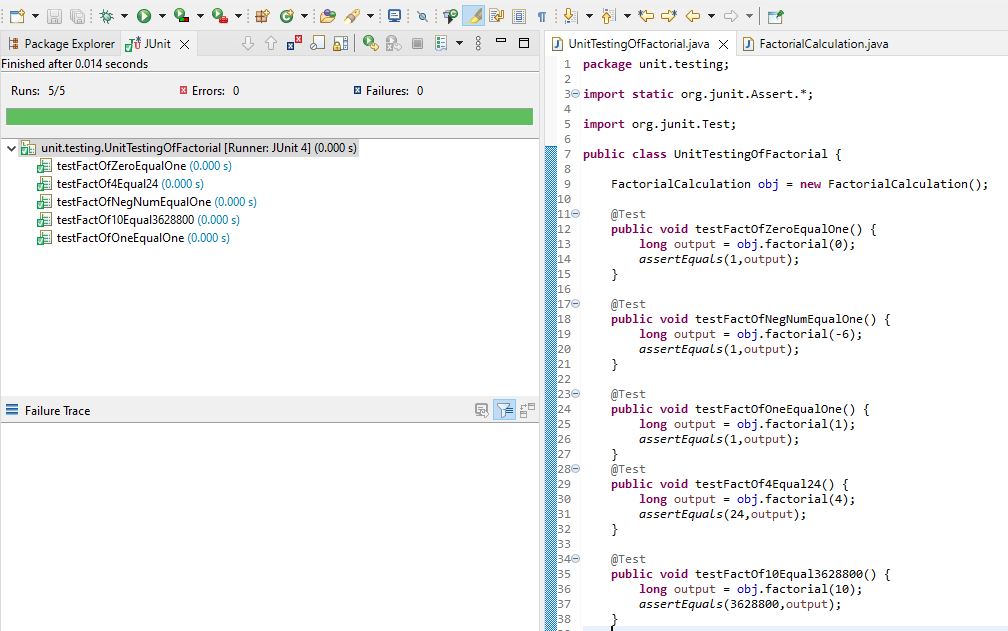 Package Explorer
JUnit
Finished after 0.014 seconds
Runs: 5/5
Errors: 0
Failures: 0
unit.testing.UnitTestingOfFactorial [Runner: JUnit 4] (0.000 s)
testFactOfZeroEqualOne (0.000 s)
testFactOf4Equal24 (0.000 s)
testFactOfNegNumEqualOne (0.000 s)
testFactOf10Equal3628800 (0.000 s)
testFactOfOneEqualOne (0.000 s)
Failure Trace
UnitTestingOfFactorial.java
FactorialCalculation.java
1 package unit.testing;
2
3 import static org.junit.Assert.*;
4
5 import org.junit.Test;
6
7 public class UnitTestingOfFactorial {
8
9 FactorialCalculation obj = new FactorialCalculation();
10
11 @Test
12 public void testFactOfZeroEqualOne() {
13 long output = obj.factorial(0);
14 assertEquals(1,output);
15 }
16
17 @Test
18 public void testFactOfNegNumEqualOne() {
19 long output = obj.factorial(-6);
20 assertEquals(1,output);
21 }
22
23 @Test
24 public void testFactOfOneEqualOne() {
25 long output = obj.factorial(1);
26 assertEquals(1,output);
27 }
28 @Test
29 public void testFactOf4Equal24() {
30 long output = obj.factorial(4);
31 assertEquals(24,output);
32 }
33
34 @Test
35 public void testFactOf10Equal3628800() {
36 long output = obj.factorial(10);
37 assertEquals(3628800,output);
38 }